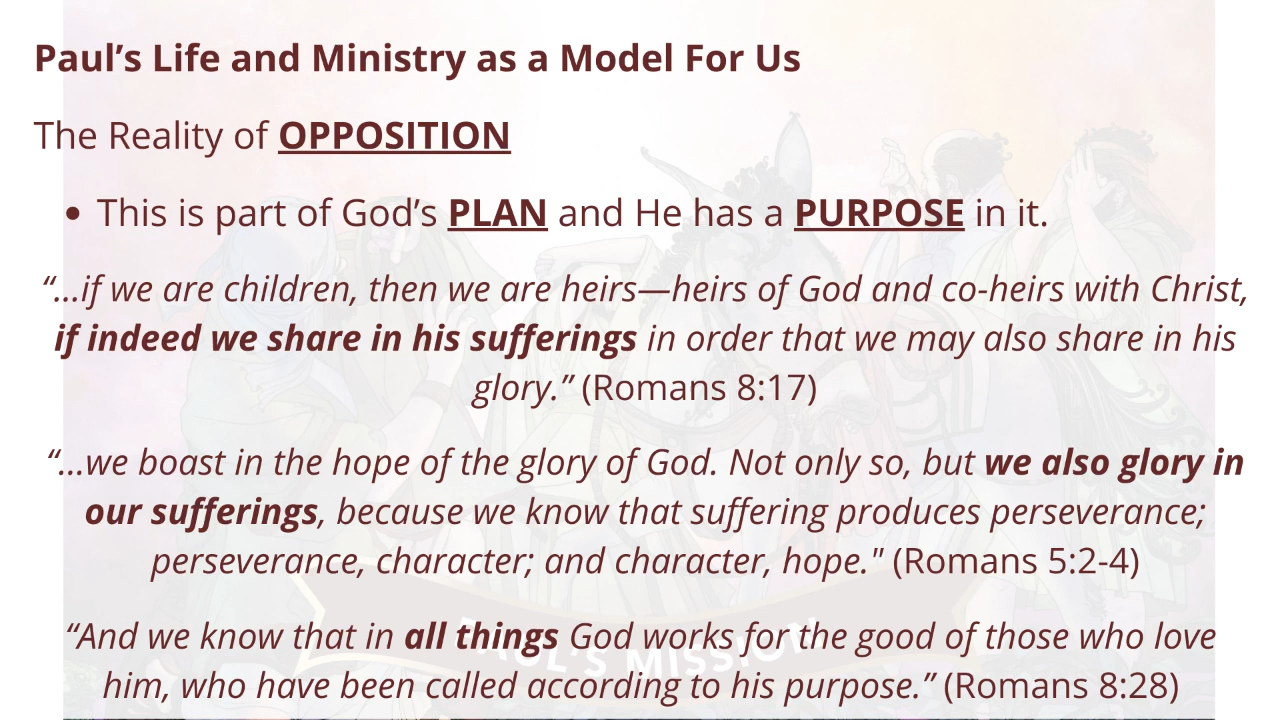 Paul’s Life and Ministry as a Model For Us
The Reality of OPPOSITION
• This is part of God’s PLAN and He has a PURPOSE in it.
“...if we are children, then we are heirs—heirs of God and co-heirs with Christ,
if indeed we share in his sufferings in order that we may also share in his
glory.” (Romans 8:17)
“...we boast in the hope of the glory of God. Not only so, but we also glory in
our sufferings, because we know that suffering produces perseverance;
perseverance, character; and character, hope." (Romans 5:2-4)
“And we know that in all things God works for the good of those who love
him, who have been called according to his purpose.” (Romans 8:28)
PAUL'S MISSION